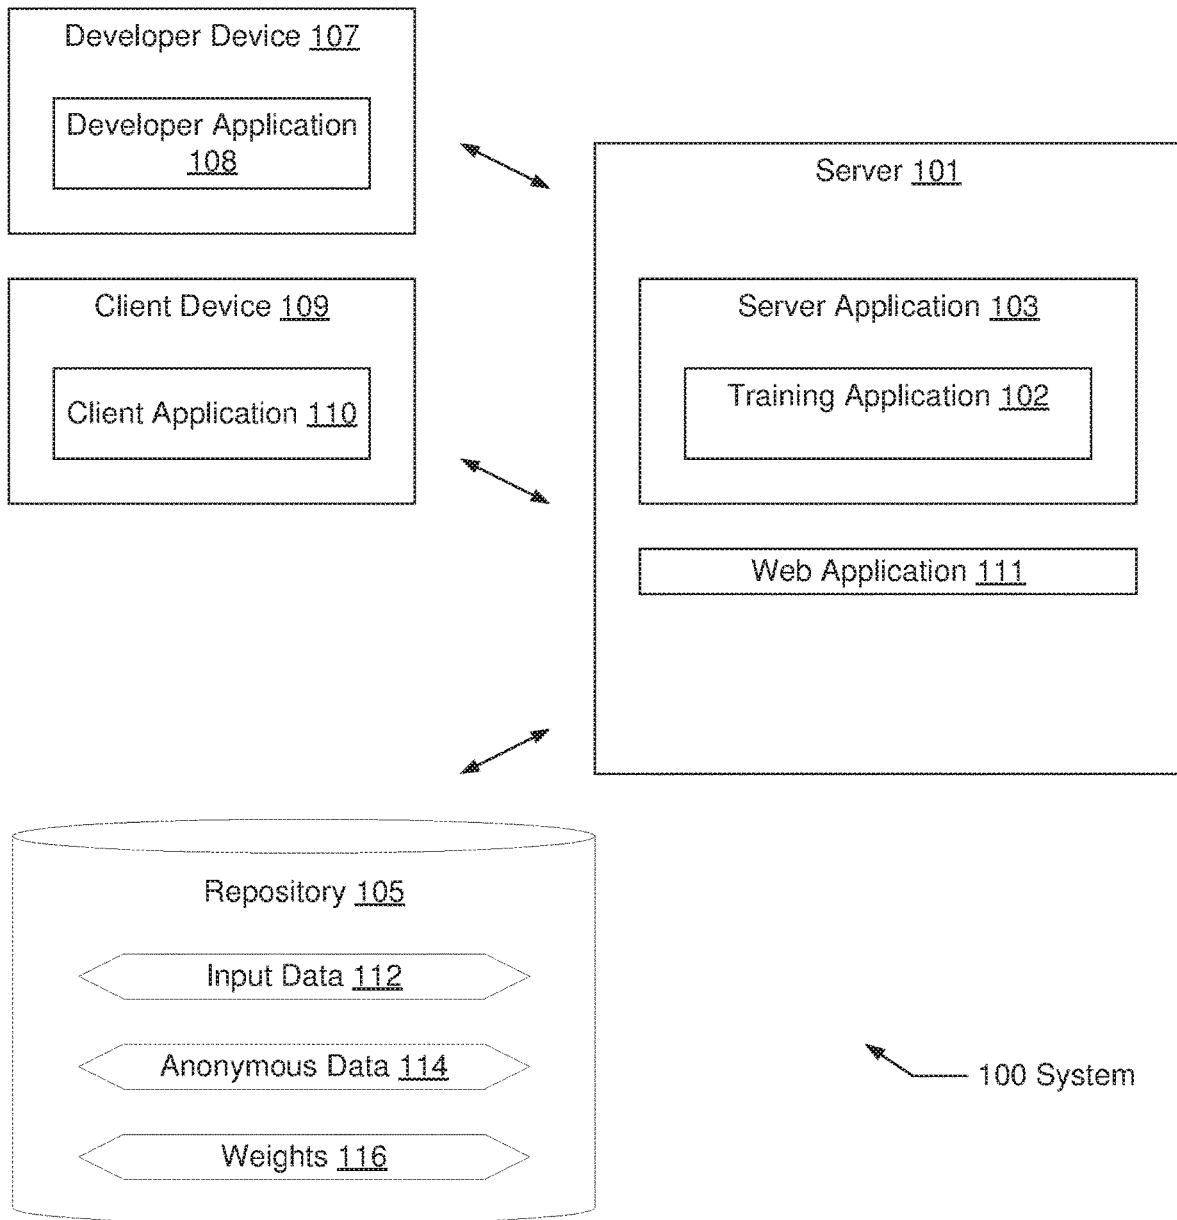 Developer Device 107
Developer Application
108
Client Device 109
Client Application 110
Server 101
Server Application 103
Training Application 102
Web Application 111
Repository 105
Input Data 112
Anonymous Data 114
Weights 116
100 System